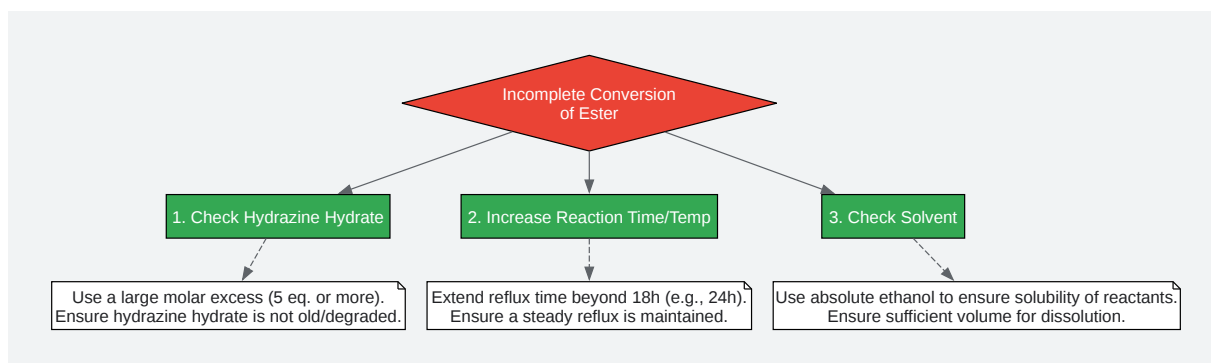 Incomplete Conversion
of Ester
1. Check Hydrazine Hydrate
2. Increase Reaction Time/Temp
3. Check Solvent
Use a large molar excess (5 eq. or more).
Ensure hydrazine hydrate is not old/degraded.
Extend reflux time beyond 18h (e.g., 24h).
Ensure a steady reflux is maintained.
Use absolute ethanol to ensure solubility of reactants.
Ensure sufficient volume for dissolution.